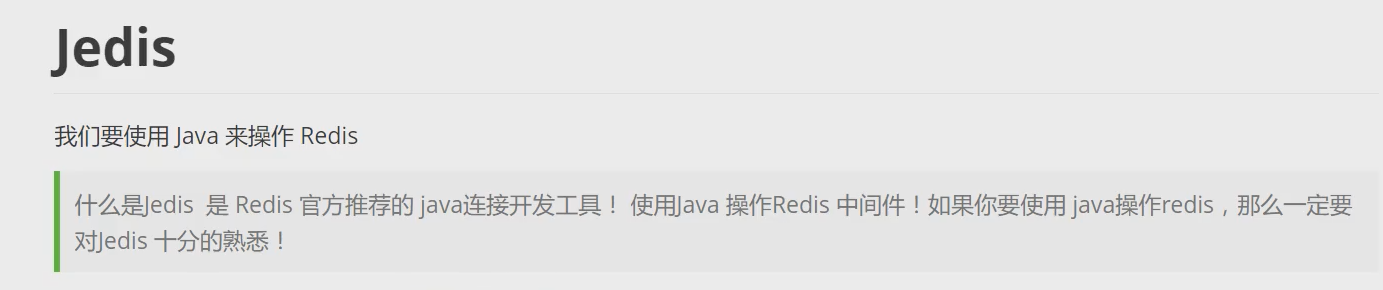 Jedis
我们要使用 Java 来操作 Redis
什么是Jedis 是 Redis 官方推荐的 java连接开发工具！ 使用Java 操作Redis 中间件！如果你要使用 java操作redis，那么一定要
对Jedis 十分的熟悉！